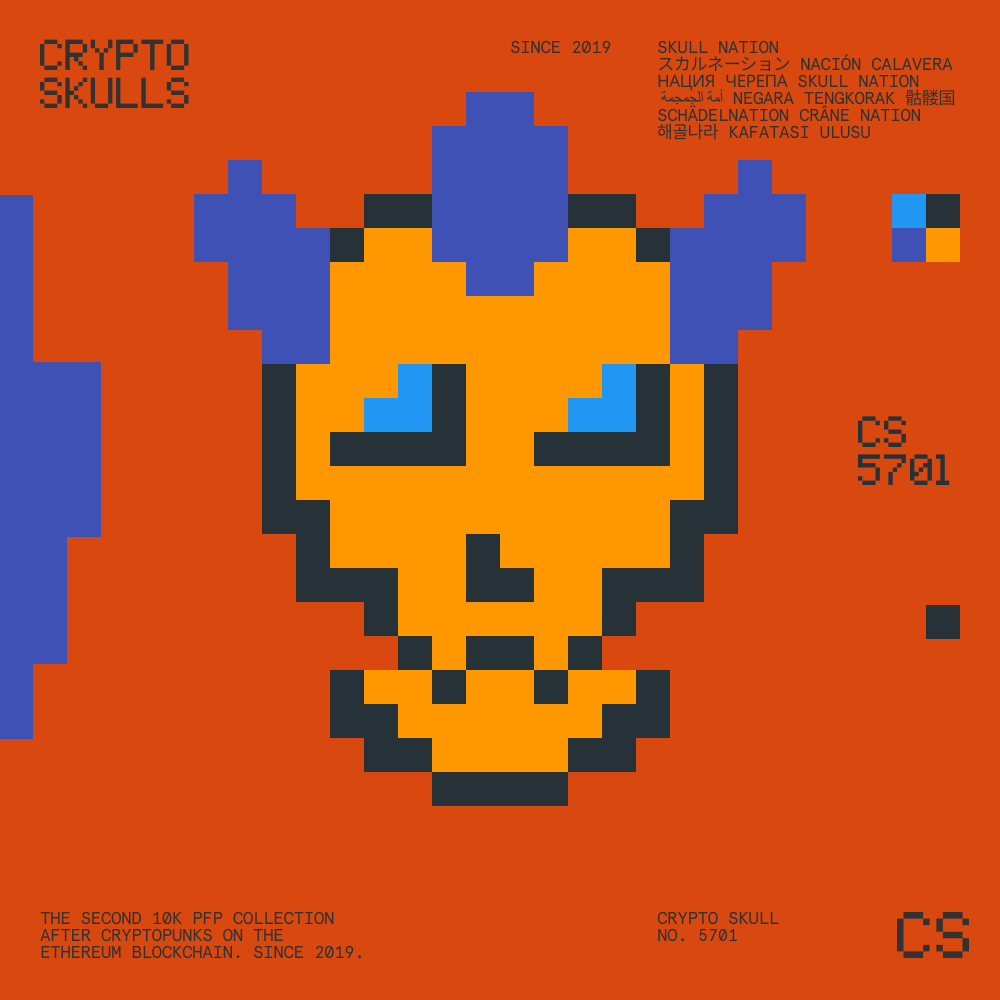 CRYPTO
SKULLS
SINCE 2019
SKULL NATION
スカルネーション NACIÓN CALAVERA
НАЦИЯ ЧЕРЕПА SKULL NATION
أمة الجمجمة NEGARA TENGKORAK 骷髅国
SCHÄDELNATION CRÂNE NATION
해골나라 KAFATASI ULUSU
CS
5701
THE SECOND 10K PFP COLLECTION
AFTER CRYPTOPUNKS ON THE
ETHEREUM BLOCKCHAIN. SINCE 2019.
CRYPTO SKULL
NO. 5701
CS